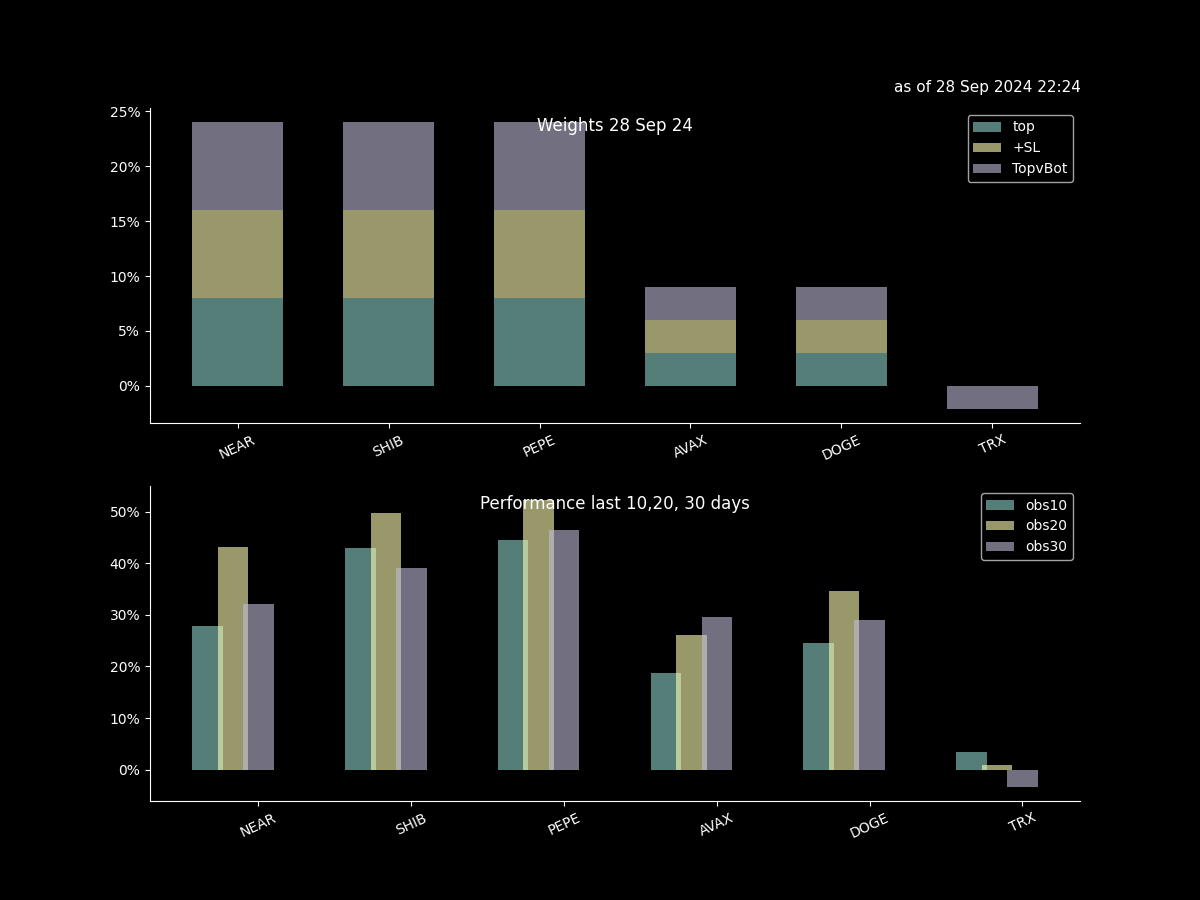 as of 28 Sep 2024 22:24
Weights 28 Sep 24
top
+SL
TopvBot
25%
20%
15%
10%
5%
0%
NEAR SHIB PEPE AVAX DOGE TRX
Performance last 10,20, 30 days
obs10
obs20
obs30
50%
40%
30%
20%
10%
0%
NEAR SHIB PEPE AVAX DOGE TRX